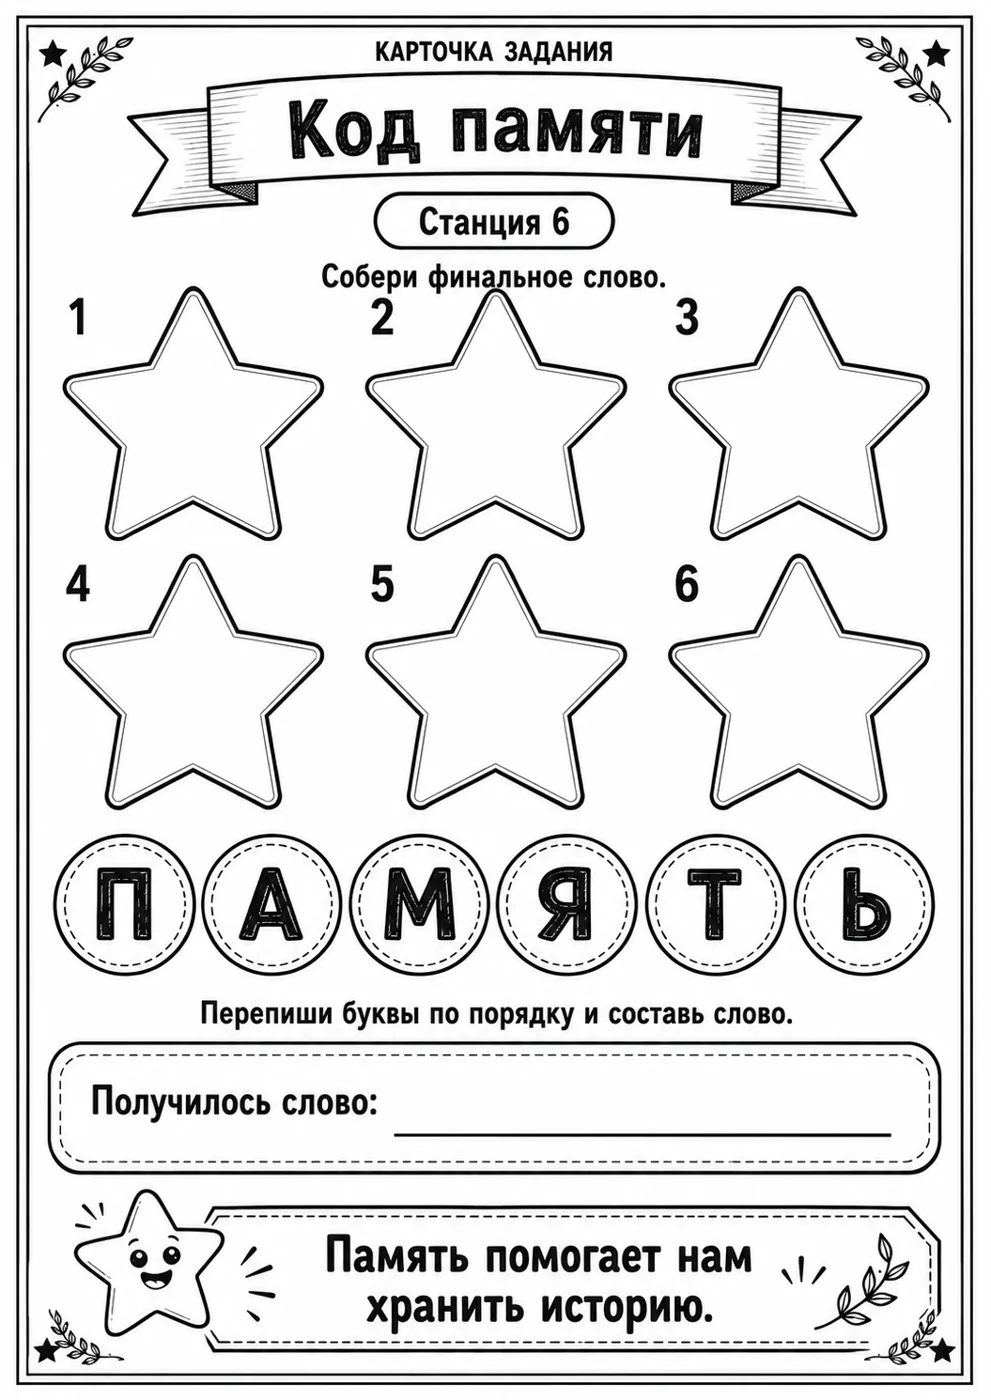 КАРТОЧКА ЗАДАНИЯ
Код памяти
Станция 6
Собери финальное слово.
1 2 3
4 5 6
П А М Я Т Ь
Перепиши буквы по порядку и составь слово.
Получилось слово:
Память помогает нам
хранить историю.